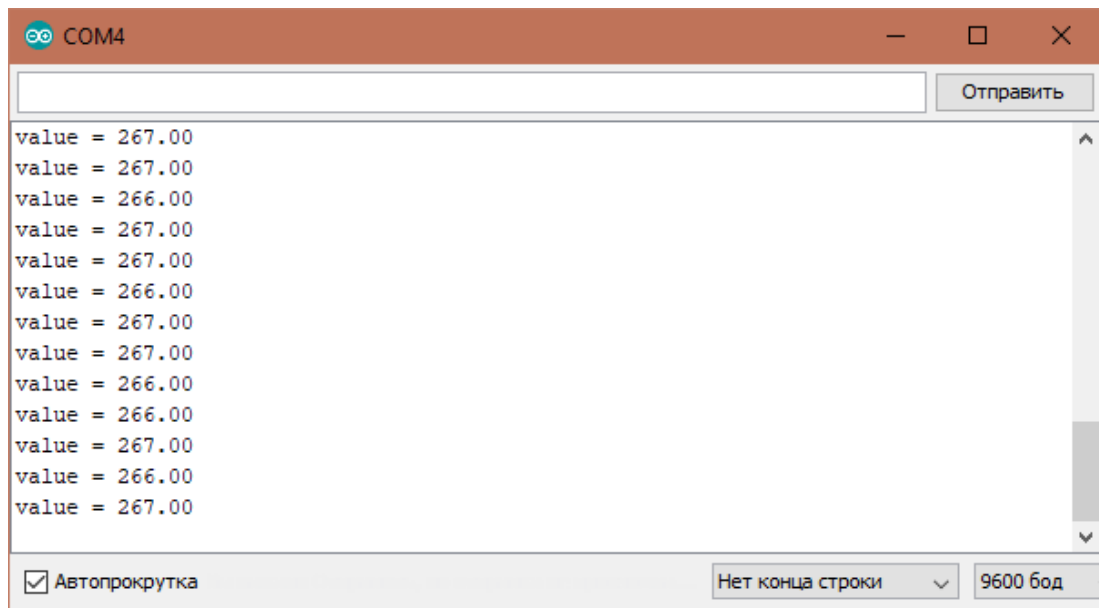 COM4
Отправить
value = 267.00
value = 267.00
value = 266.00
value = 267.00
value = 267.00
value = 266.00
value = 267.00
value = 267.00
value = 266.00
value = 266.00
value = 267.00
value = 266.00
value = 267.00
Автопрокрутка
Нет конца строки
9600 бод